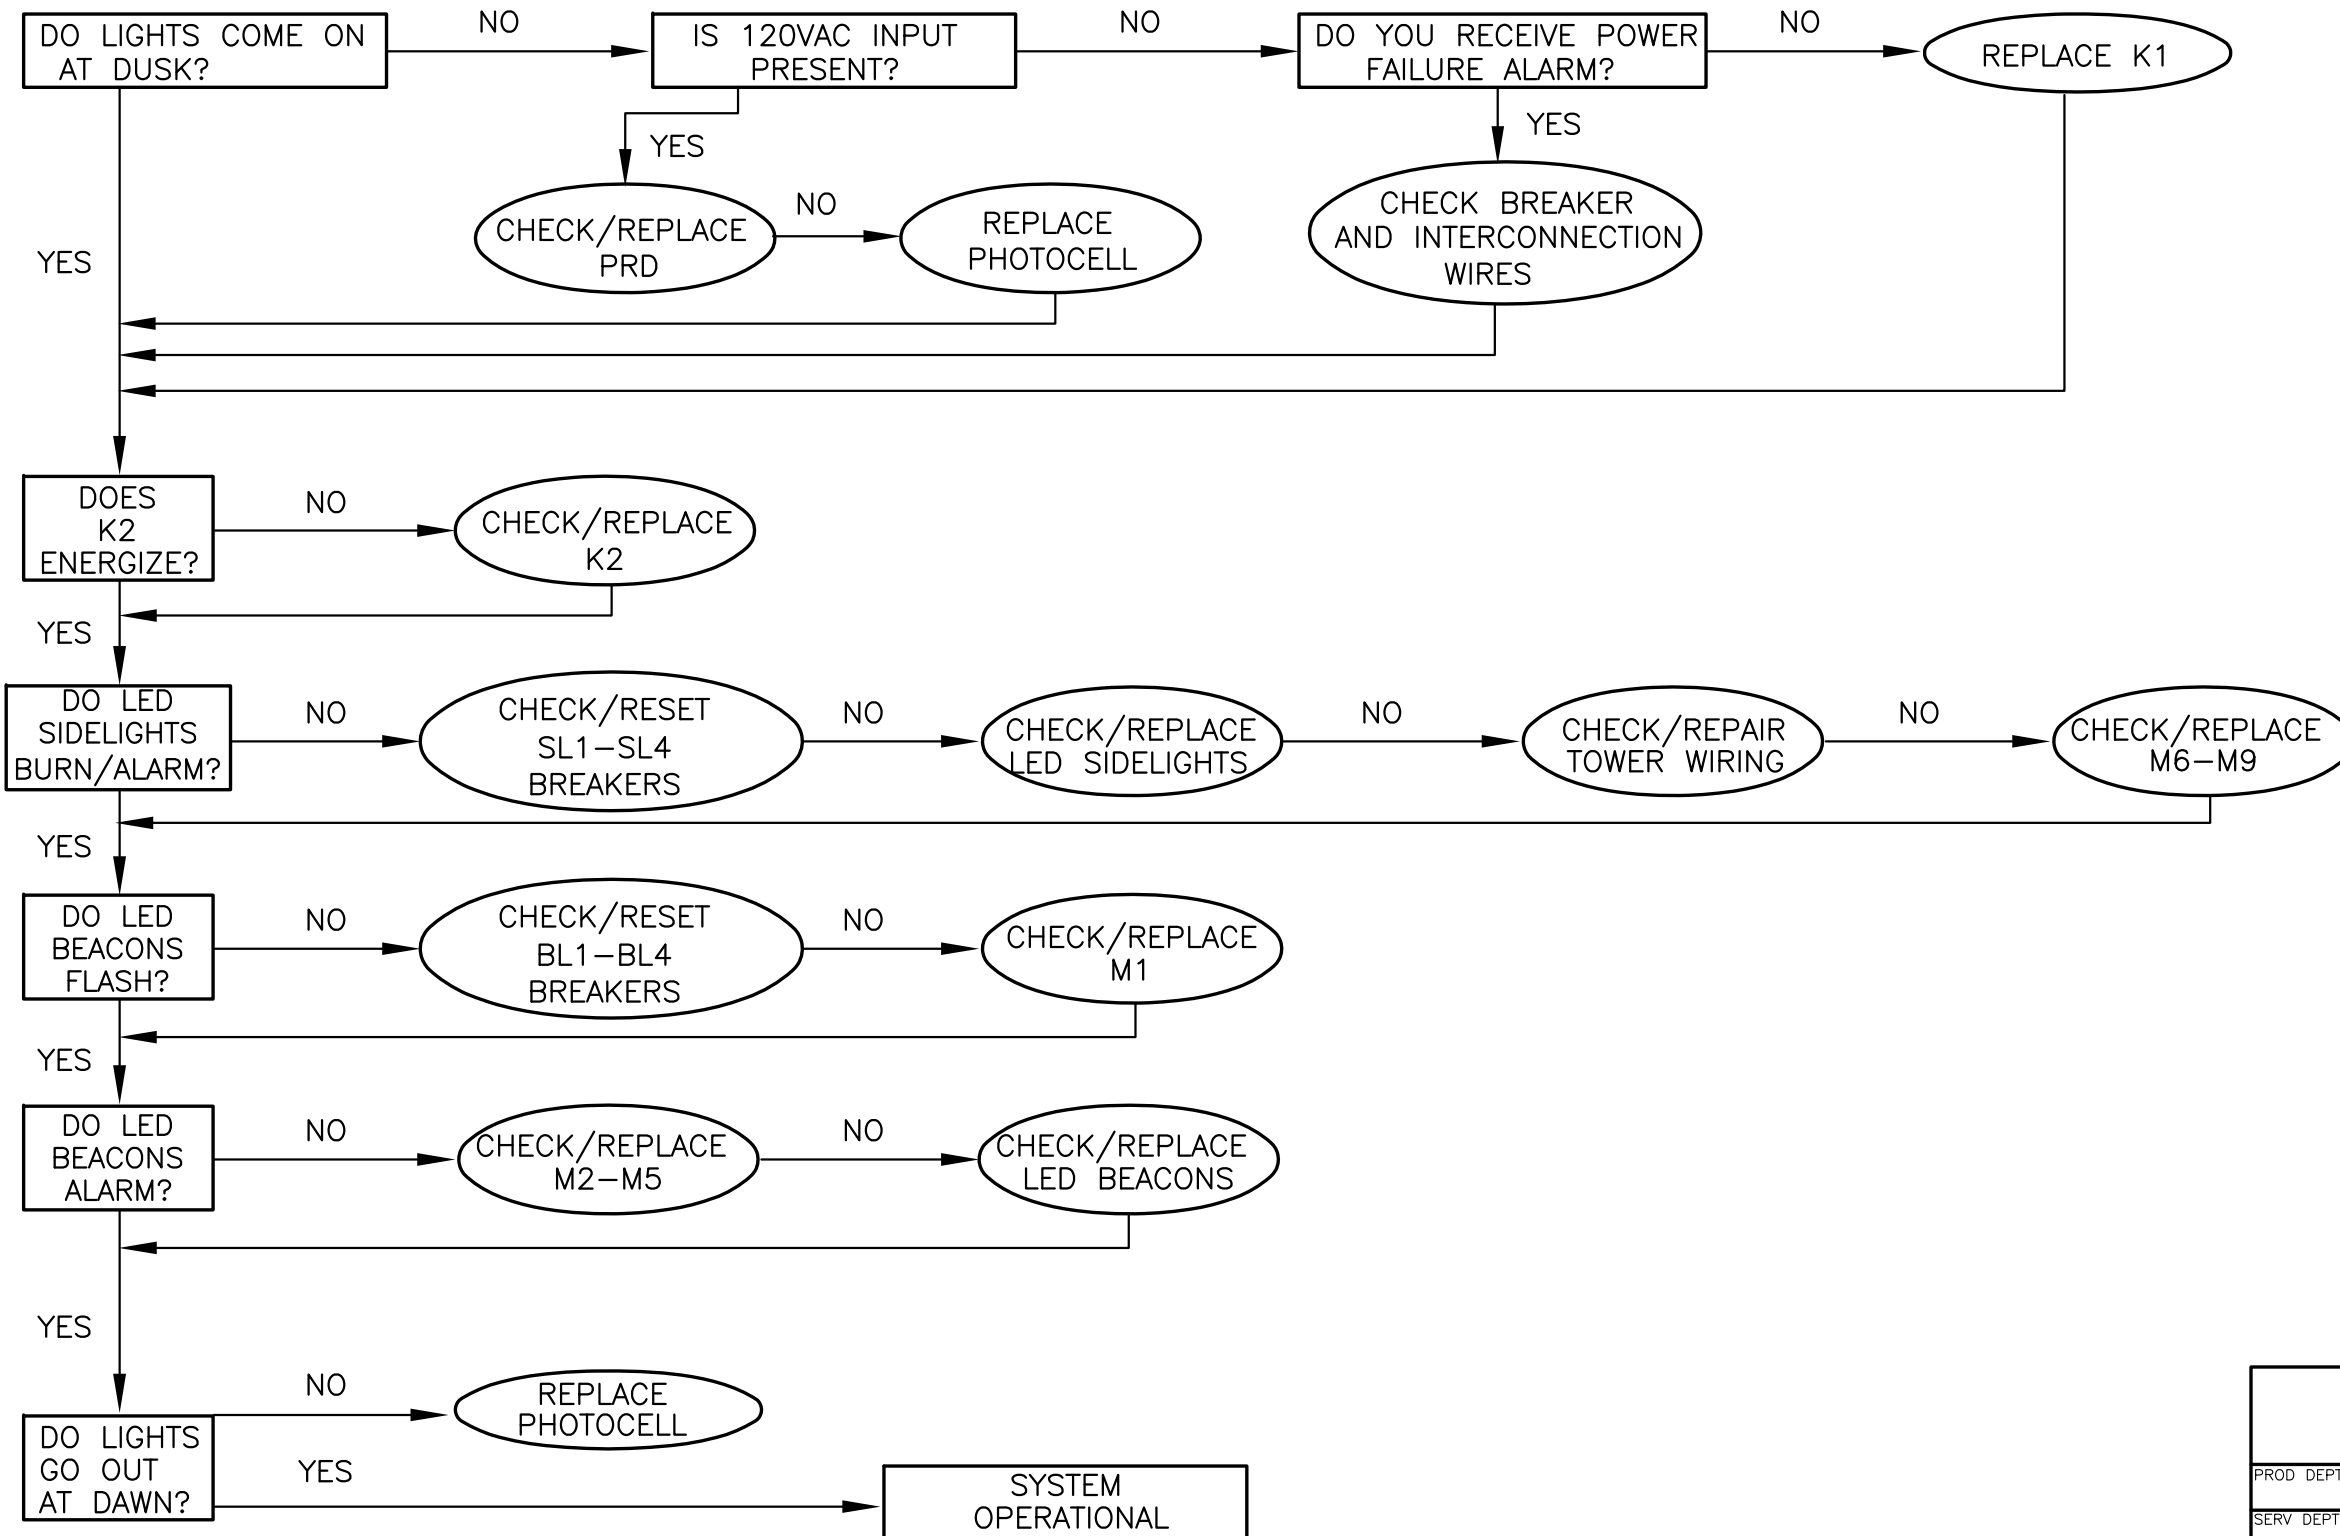 DO LIGHTS COME ON
AT DUSK?
NO
IS 120VAC INPUT
PRESENT?
NO
DO YOU RECEIVE POWER
FAILURE ALARM?
NO
REPLACE K1
YES
YES
YES
CHECK/REPLACE
PRD
NO
REPLACE
PHOTOCELL
CHECK BREAKER
AND INTERCONNECTION
WIRES
DOES
K2
ENERGIZE?
NO
CHECK/REPLACE
K2
YES
DO LED
SIDELIGHTS
BURN/ALARM?
NO
CHECK/RESET
SL1-SL4
BREAKERS
NO
CHECK/REPLACE
LED SIDELIGHTS
NO
CHECK/REPAIR
TOWER WIRING
NO
CHECK/REPLACE
M6-M9
YES
DO LED
BEACONS
FLASH?
NO
CHECK/RESET
BL1-BL4
BREAKERS
NO
CHECK/REPLACE
M1
YES
DO LED
BEACONS
ALARM?
NO
CHECK/REPLACE
M2-M5
NO
CHECK/REPLACE
LED BEACONS
YES
DO LIGHTS
GO OUT
AT DAWN?
NO
REPLACE
PHOTOCELL
YES
SYSTEM
OPERATIONAL
PROD DEPT
SERV DEPT